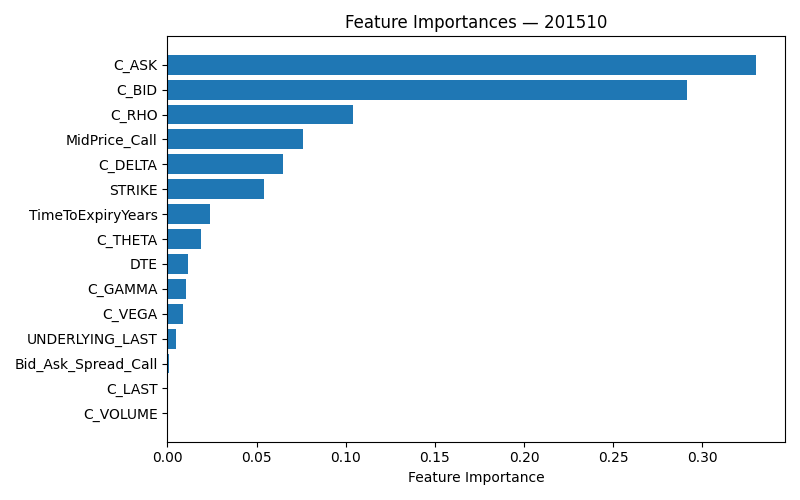 Feature Importances — 201510
C_ASK
C_BID
C_RHO
MidPrice_Call
C_DELTA
STRIKE
TimeToExpiryYears
C_THETA
DTE
C_GAMMA
C_VEGA
UNDERLYING_LAST
Bid_Ask_Spread_Call
C_LAST
C_VOLUME
0.00 0.05 0.10 0.15 0.20 0.25 0.30
Feature Importance